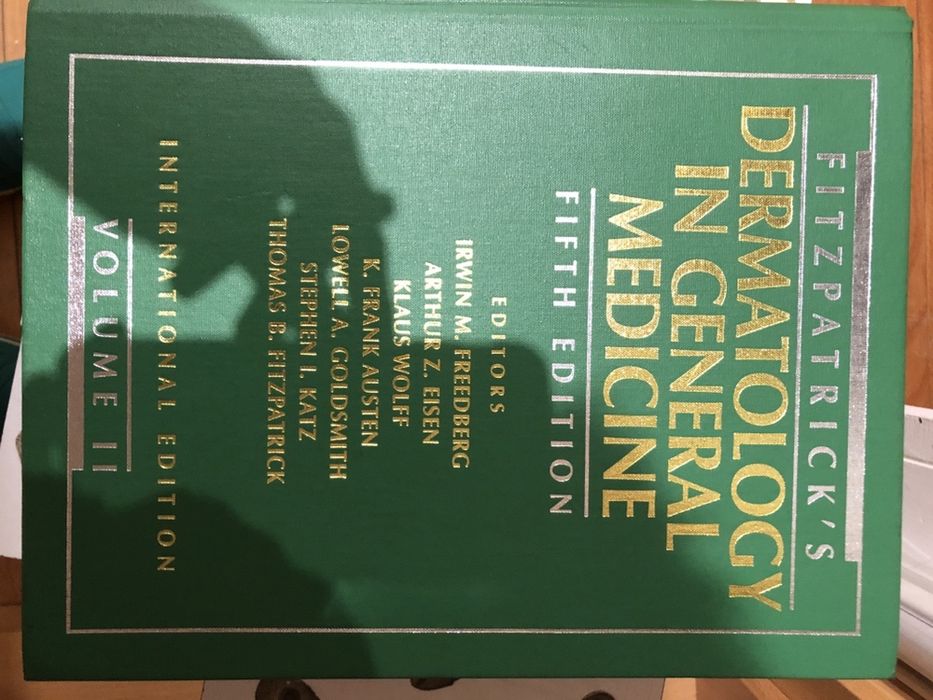 FITZPATRICK'S
DERMATOLOGY
IN GENERAL
MEDICINE
FIFTH EDITION
EDITORS
IRWIN M. FREEDBERG
ARTHUR Z. EISEN
KLAUS WOLFF
K. FRANK AUSTEN
LOWELL A. GOLDSMITH
STEPHEN I. KATZ
THOMAS B. FITZPATRICK
INTERNATIONAL EDITION
VOLUME II